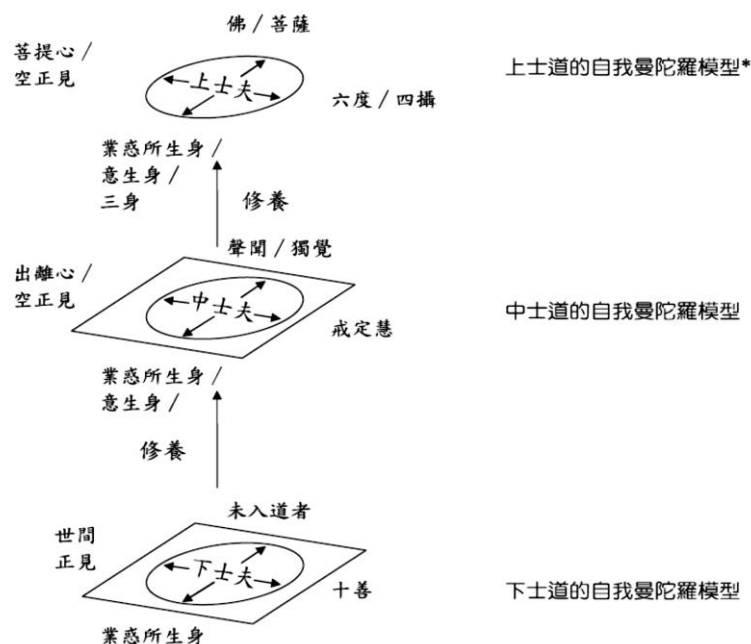 佛/菩薩
菩提心/
空正見
上士夫
六度/四攝
上士道的自我曼陀羅模型*
業惑所生身/
意生身/
三身
修養
聲聞/獨覺
出離心/
空正見
中士夫
戒定慧
中士道的自我曼陀羅模型
業惑所生身/
意生身/
修養
未入道者
世間
正見
下士夫
十善
下士道的自我曼陀羅模型
業惑所生身